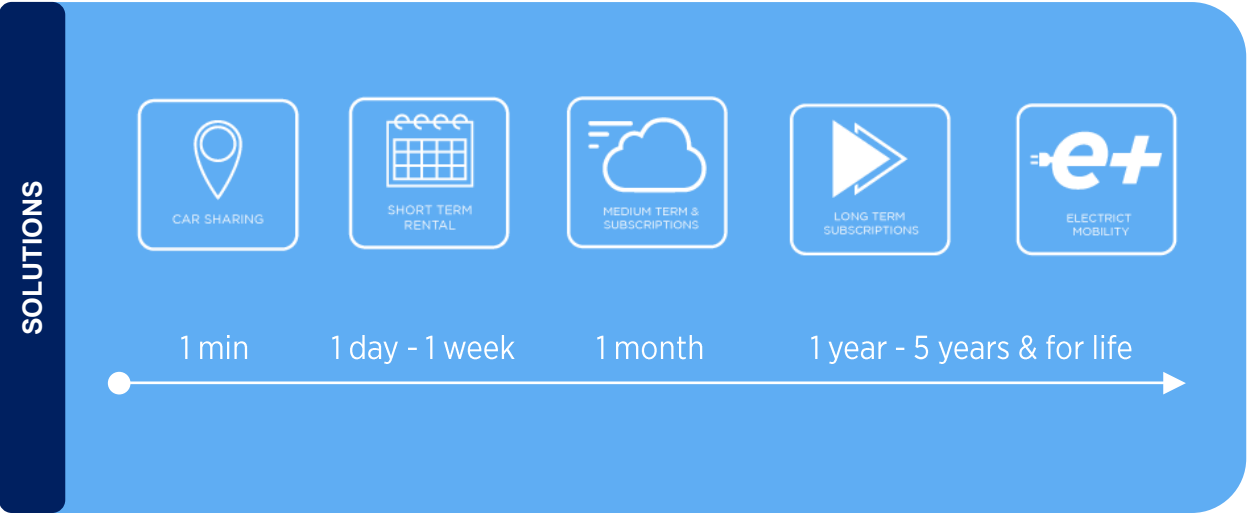 SOLUTIONS
CAR SHARING
SHORT TERM
RENTAL
MEDIUM TERM &
SUBSCRIPTIONS
LONG TERM
SUBSCRIPTIONS
e+
ELECTRICT
MOBILITY
1 min
1 day - 1 week
1 month
1 year - 5 years & for life